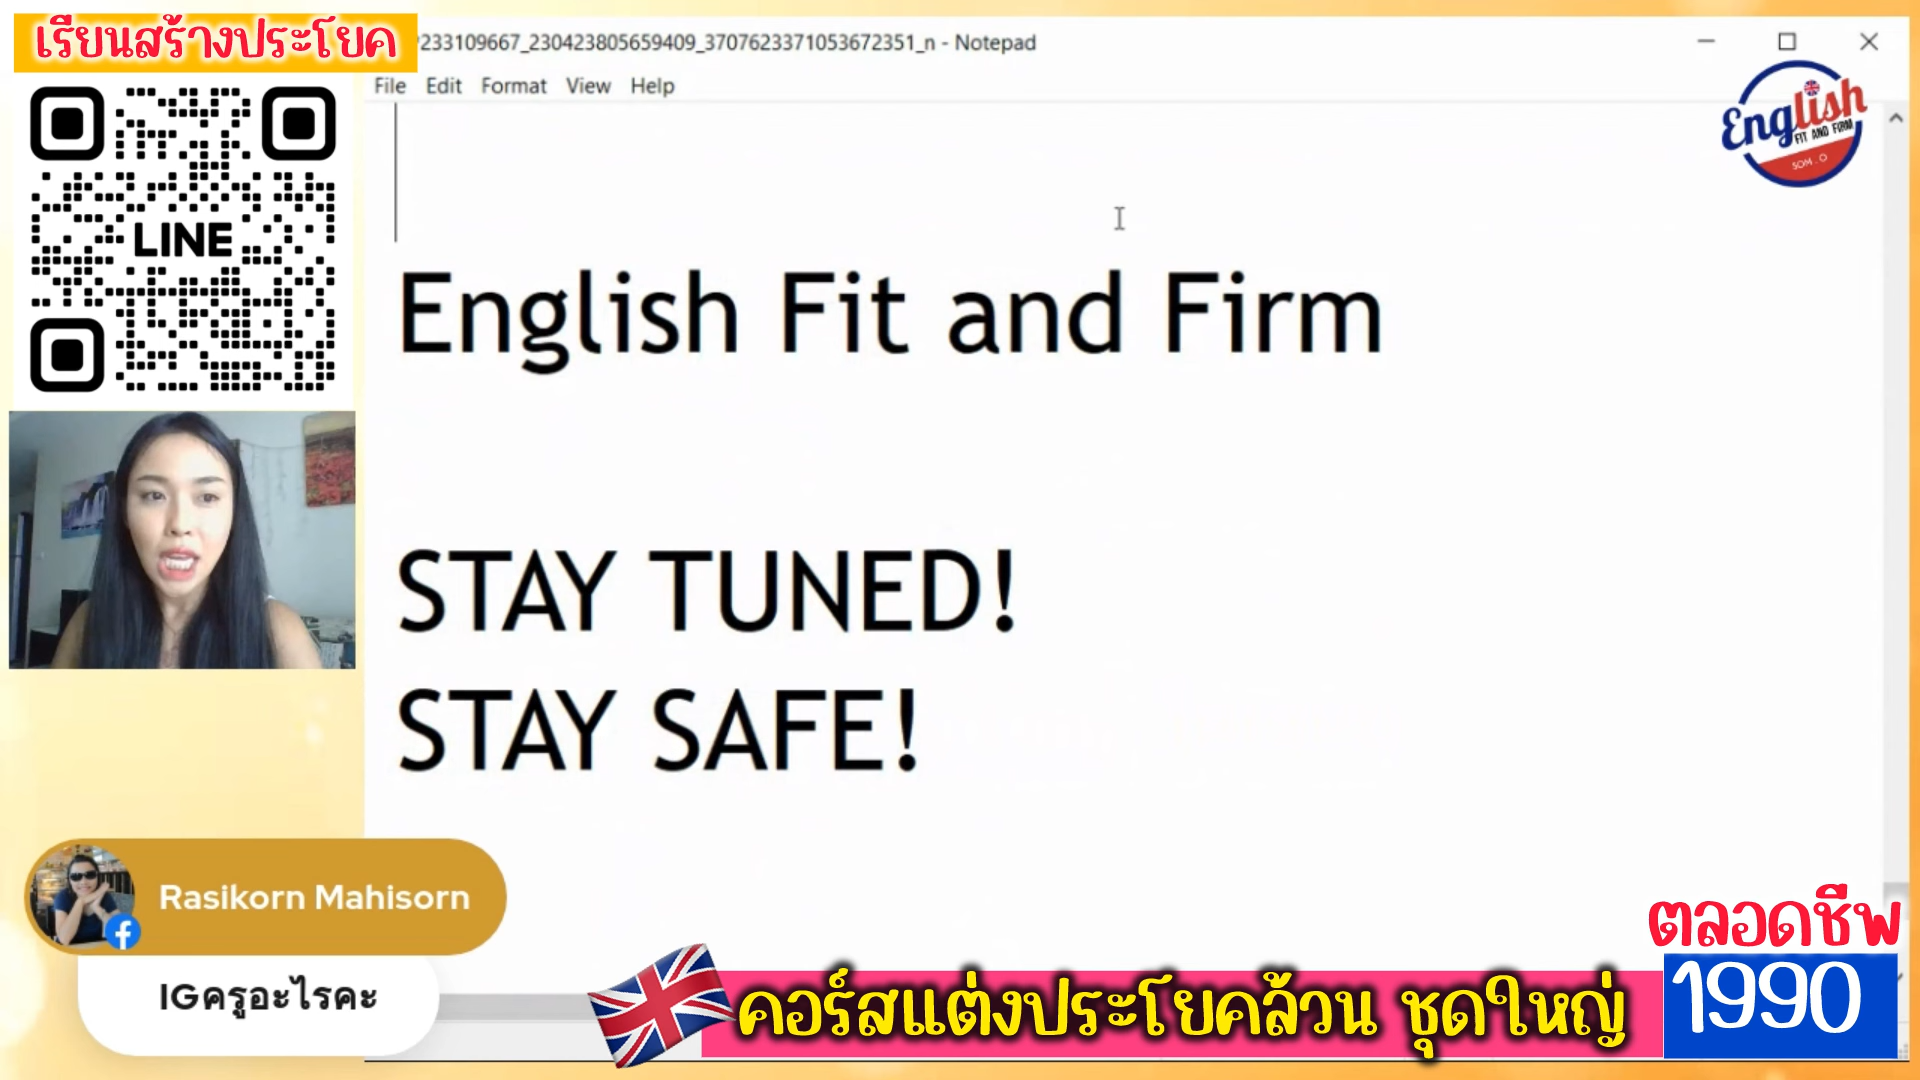 เรียนสร้างประโยค
233109667_230423805659409_3707623371053672351_n - Notepad
File Edit Format View Help
English
FIT AND FIRM
SOM . O
LINE
English Fit and Firm
STAY TUNED!
STAY SAFE!
Rasikorn Mahisorn
IGครูอะไรคะ
ตลอดชีพ
คอร์สแต่งประโยคล้วน ชุดใหญ่
1990